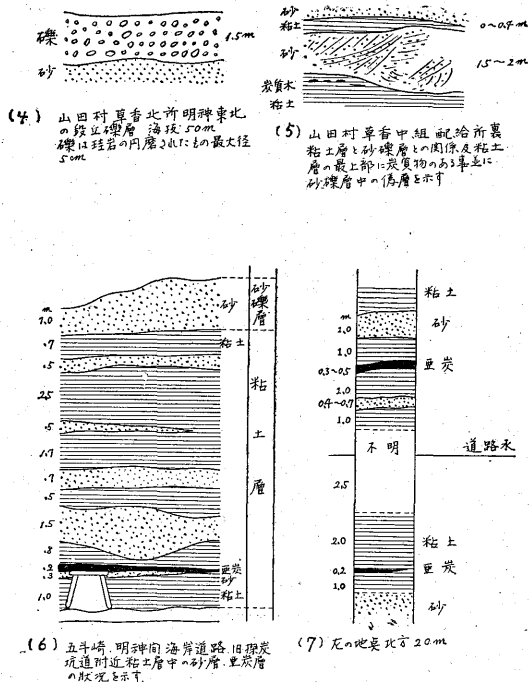 礫
1.5m
砂
(4) 山田村草香北所明神東北
の段丘礫層 海抜50m
礫は珪岩の円磨されたもの最大径
5cm
砂
粘土
0~0.4m
砂
1.5~2m
炭質木
粘土
(5) 山田村草香中組配給所裏
粘土層と砂礫層との関係及粘土
層の最上部に炭質物のある事並に
砂礫層中の偽層を示す
m
1.0
砂
砂礫層
.7
粘土
.5
2.5
粘土層
.5
1.7
.7
.5
1.5
.8
.2
亜炭
.3
砂
1.0
粘土
(6) 五斗崎、明神間海岸道路、旧探炭
坑道附近粘土層中の砂層、亜炭層
の状況を示す
粘土
m
1.0
砂
1.0
0.3~0.5
亜炭
1.0
0.4~0.7
1.0
不明
道路水
2.5
2.0
粘土
0.2
亜炭
1.0
砂
(7) 左の地点北方20m